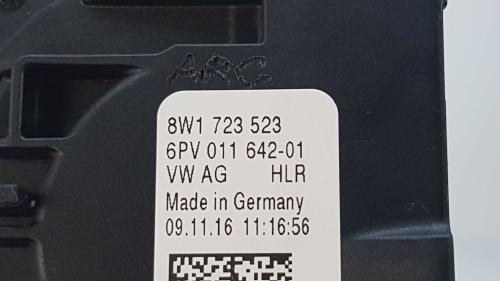 ARC
8W1 723 523
6PV 011 642-01
VW AG HLR
Made in Germany
09.11.16 11:16:56